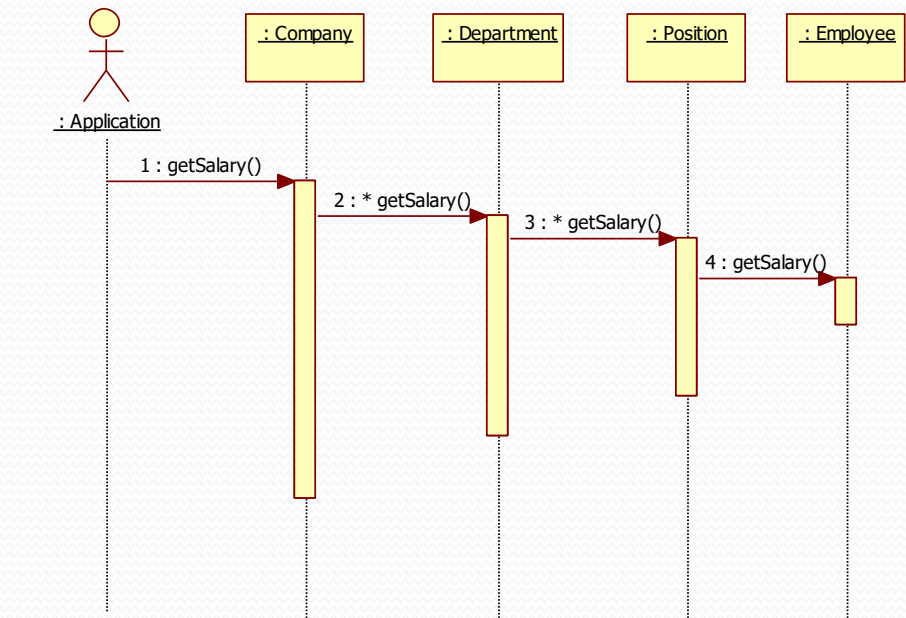 : Company
: Department
: Position
: Employee
: Application
1 : getSalary()
2 : * getSalary()
3 : * getSalary()
4 : getSalary()